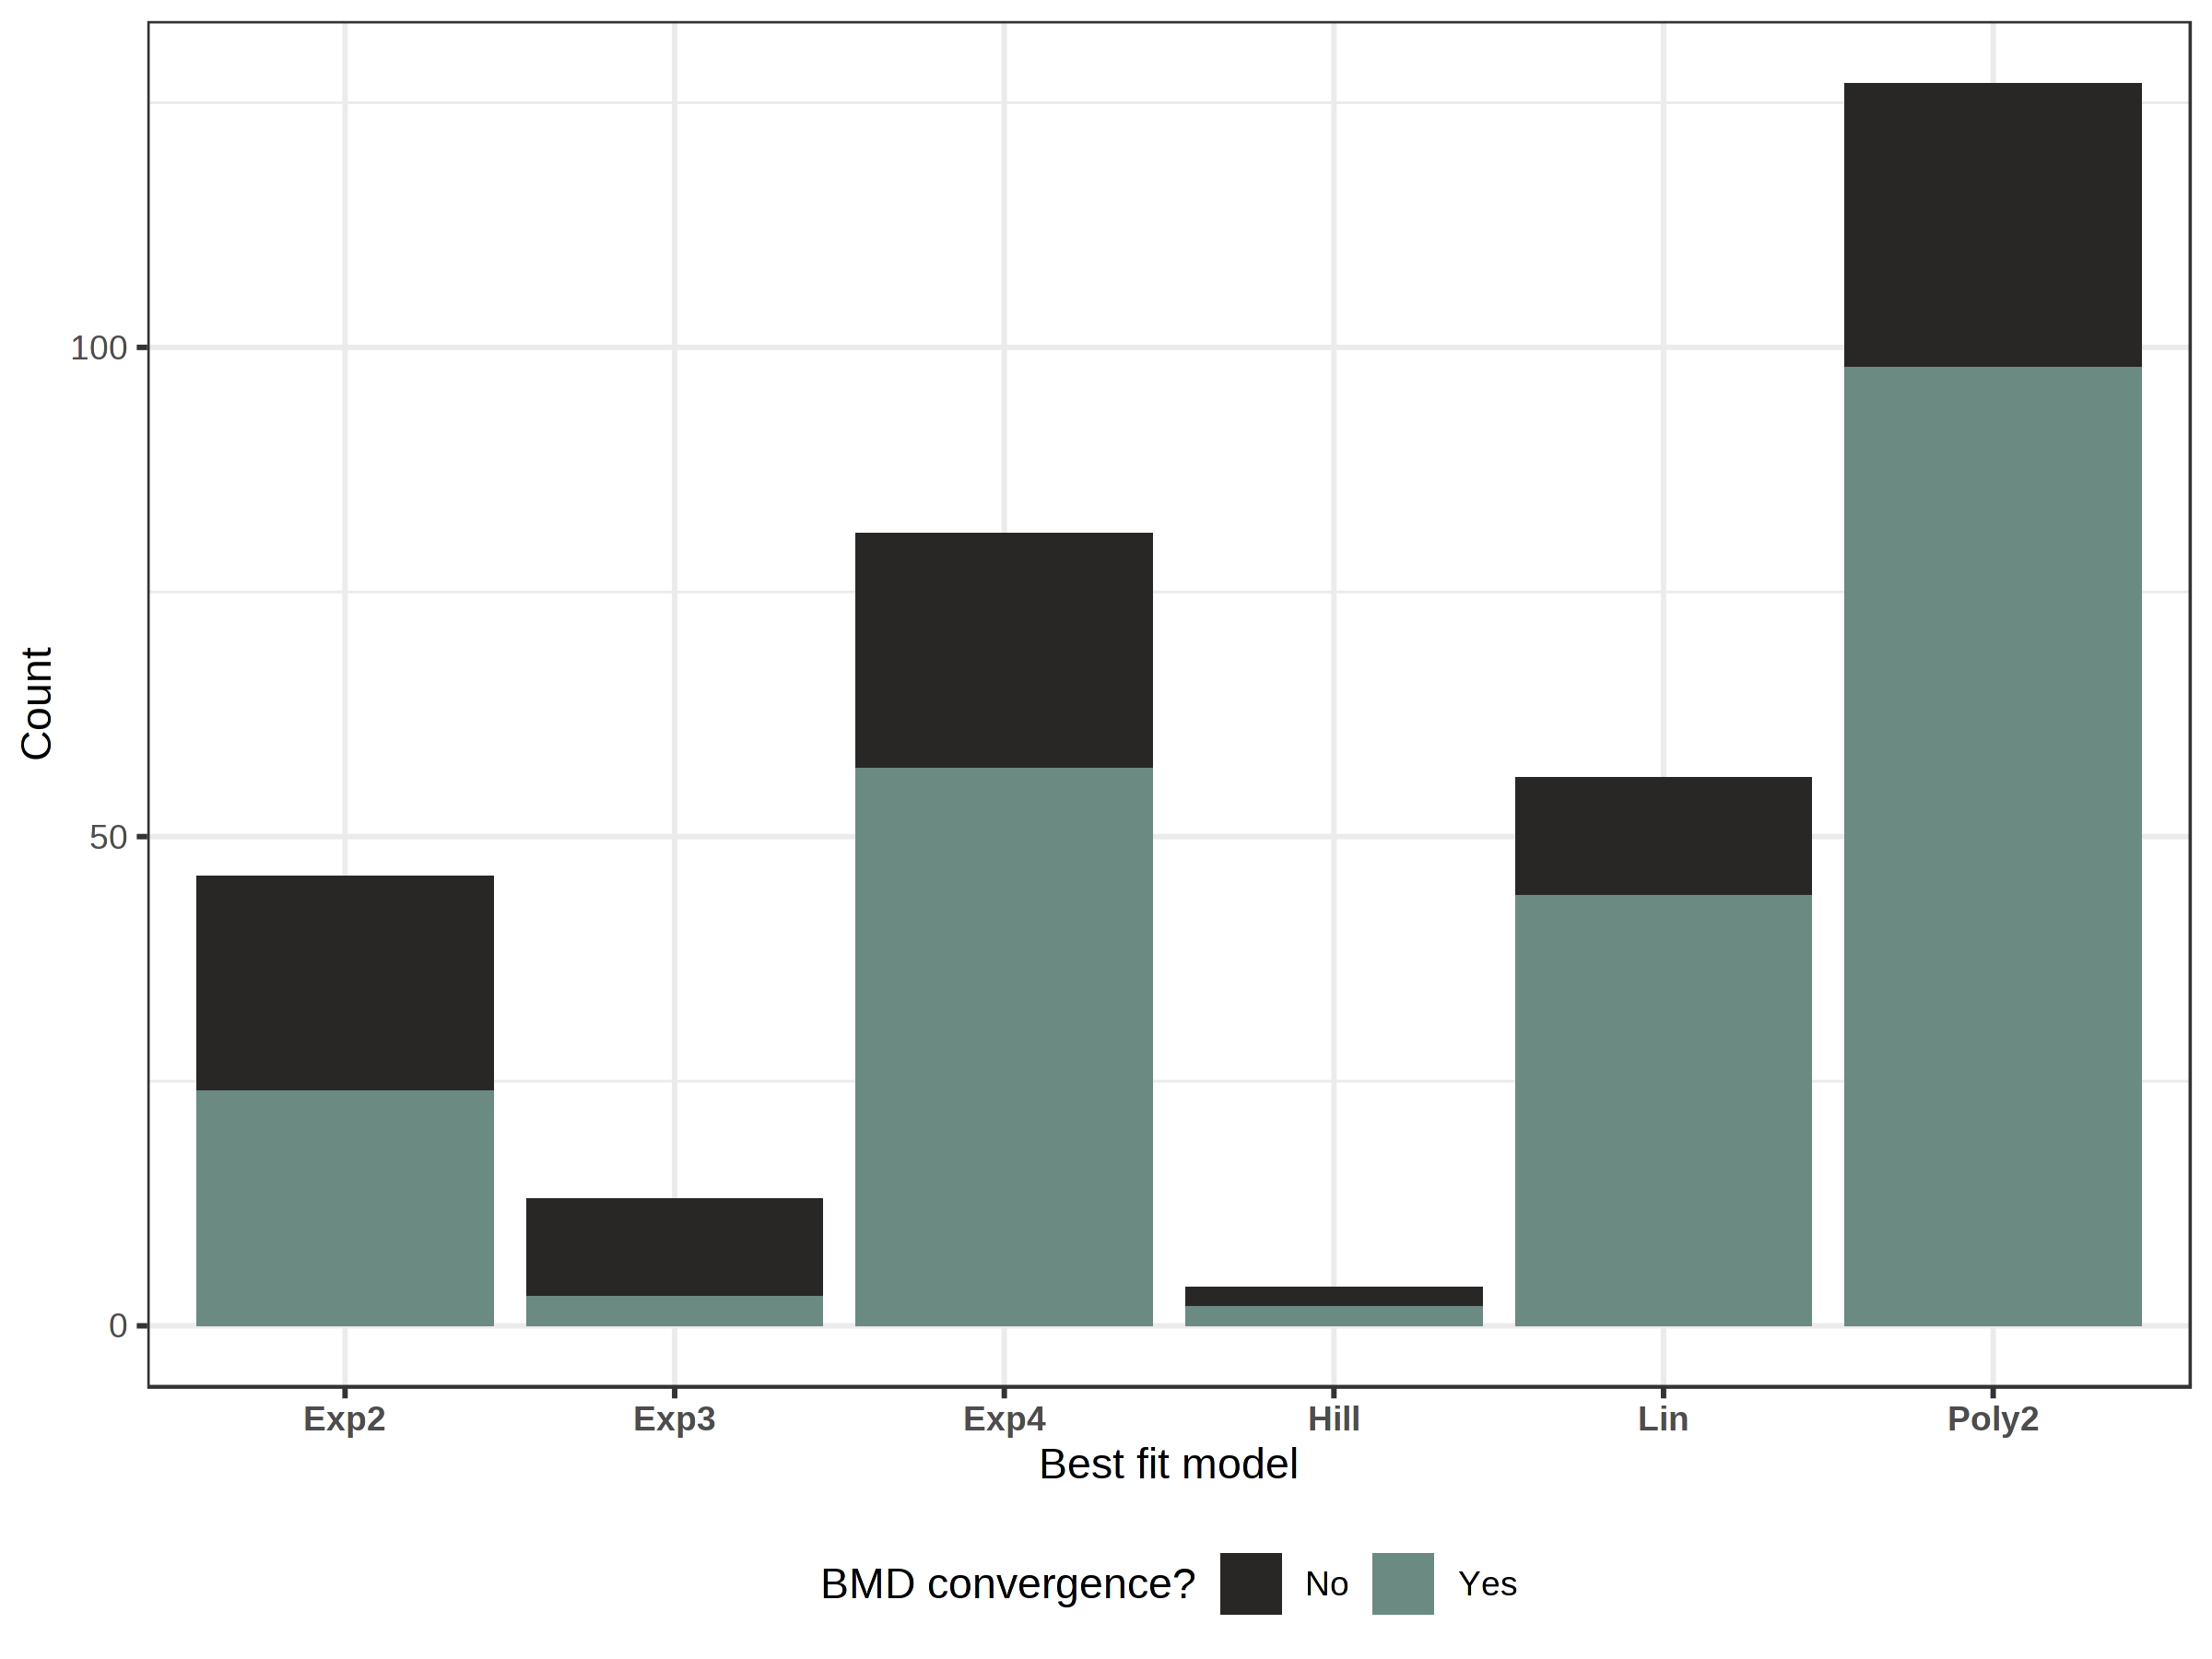 Count
100
50
0
Exp2 Exp3 Exp4 Hill Lin Poly2
Best fit model
BMD convergence? No Yes